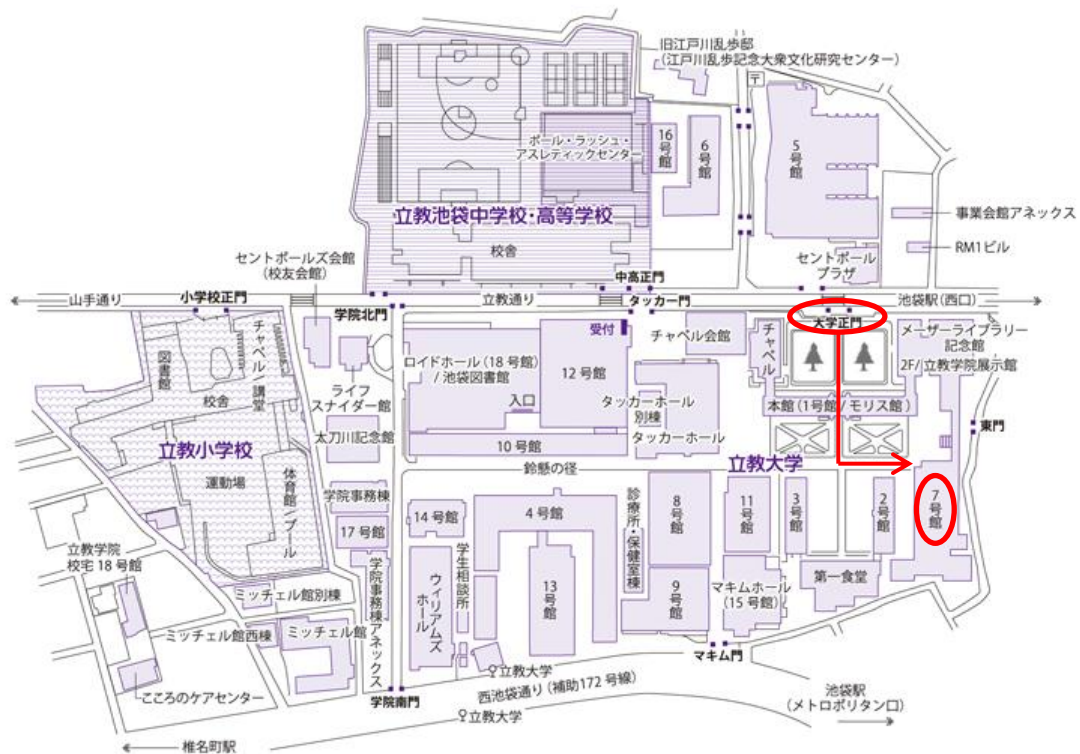 旧江戸川乱歩邸
（江戸川乱歩記念大衆文化研究センター）
〒
ポール・ラッシュ・
アスレティックセンター
16号館
6号館
5号館
立教池袋中学校・高等学校
校舎
事業会館アネックス
RM1ビル
セントポールズ会館
（校友会館）
セントポール
プラザ
中高正門
山手通り
小学校正門
学院北門
立教通り
タッカー門
池袋駅（西口）
大学正門
受付
チャペル会館
チャペル
メーザーライブラリー
記念館
2F/立教学院展示館
図書館
チャペル
講堂
校舎
ライフ
スナイダー館
ロイドホール（18号館）
/ 池袋図書館
12号館
入口
タッカーホール
別棟
タッカーホール
本館（1号館 / モリス館）
太刀川記念館
10号館
東門
立教小学校
運動場
体育館/プール
鈴懸の径
立教大学
学院事務棟
17号館
14号館
4号館
診療所・保健室棟
8号館
11号館
3号館
2号館
7号館
立教学院
校宅18号館
学院事務棟アネックス
ウィリアムズ
ホール
学生相談所
13号館
9号館
マキムホール
（15号館）
第一食堂
ミッチェル館別棟
ミッチェル館西棟
ミッチェル館
マキム門
こころのケアセンター
学院南門
立教大学
西池袋通り（補助172号線）
立教大学
池袋駅
（メトロポリタン口）
椎名町駅